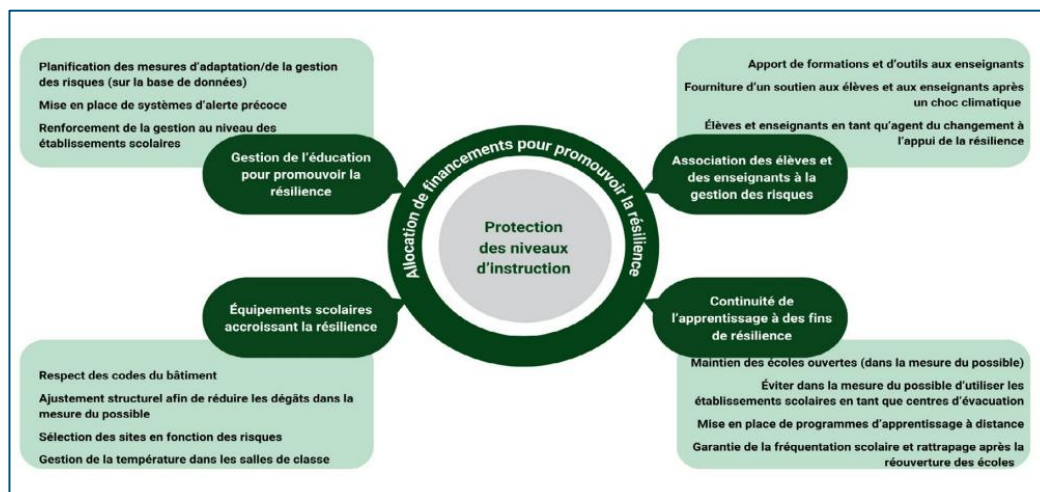 Planification des mesures d'adaptation/de la gestion
des risques (sur la base de données)
Mise en place de systèmes d'alerte précoce
Renforcement de la gestion au niveau des
établissements scolaires
Gestion de l'éducation
pour promouvoir la
résilience
Apport de formations et d'outils aux enseignants
Fourniture d'un soutien aux élèves et aux enseignants après
un choc climatique
Élèves et enseignants en tant qu'agent du changement à
l'appui de la résilience
Association des élèves et
des enseignants à la
gestion des risques
Allocation de financements pour promouvoir la résilience
Protection
des niveaux
d'instruction
Équipements scolaires
accroissant la résilience
Respect des codes du bâtiment
Ajustement structurel afin de réduire les dégâts dans la
mesure du possible
Sélection des sites en fonction des risques
Gestion de la température dans les salles de classe
Continuité de
l'apprentissage à des fins
de résilience
Maintien des écoles ouvertes (dans la mesure du possible)
Éviter dans la mesure du possible d'utiliser les
établissements scolaires en tant que centres d'évacuation
Mise en place de programmes d'apprentissage à distance
Garantie de la fréquentation scolaire et rattrapage après la
réouverture des écoles